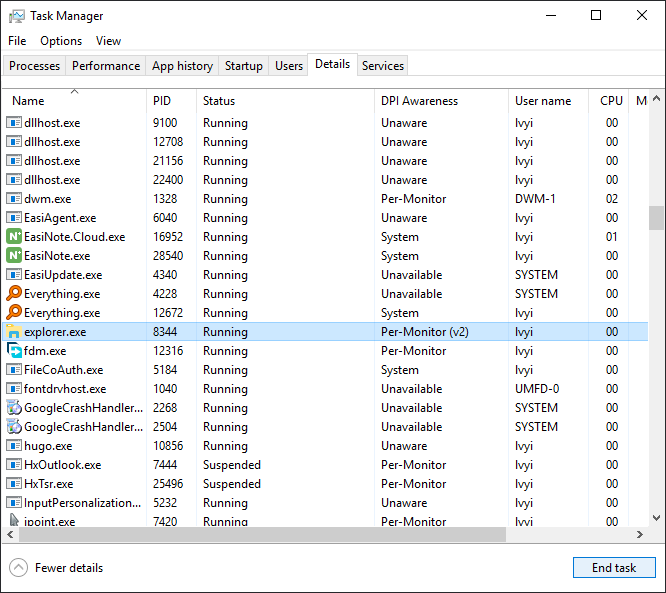 Task Manager
File Options View
Processes Performance App history Startup Users Details Services
Name PID Status DPI Awareness User name CPU M
dllhost.exe 9100 Running Unaware lvyi 00
dllhost.exe 12708 Running Unaware lvyi 00
dllhost.exe 21156 Running Unaware lvyi 00
dllhost.exe 22400 Running Unaware lvyi 00
dwm.exe 1328 Running Per-Monitor DWM-1 02
EasiAgent.exe 6040 Running Unaware lvyi 00
EasiNote.Cloud.exe 16952 Running System lvyi 01
EasiNote.exe 28540 Running System lvyi 00
EasiUpdate.exe 4340 Running Unavailable SYSTEM 00
Everything.exe 4228 Running Unavailable SYSTEM 00
Everything.exe 12672 Running System lvyi 00
explorer.exe 8344 Running Per-Monitor (v2) lvyi 00
fdm.exe 12316 Running Per-Monitor lvyi 00
FileCoAuth.exe 5184 Running System lvyi 00
fontdrvhost.exe 1040 Running Unavailable UMFD-0 00
GoogleCrashHandler... 2268 Running Unavailable SYSTEM 00
GoogleCrashHandler... 2504 Running Unavailable SYSTEM 00
hugo.exe 10856 Running Unaware lvyi 00
HxOutlook.exe 7444 Suspended Per-Monitor lvyi 00
HxTsr.exe 25496 Suspended Per-Monitor lvyi 00
InputPersonalization... 5232 Running Unaware lvyi 00
ipoint.exe 7420 Running Per-Monitor lvyi 00
Fewer details End task